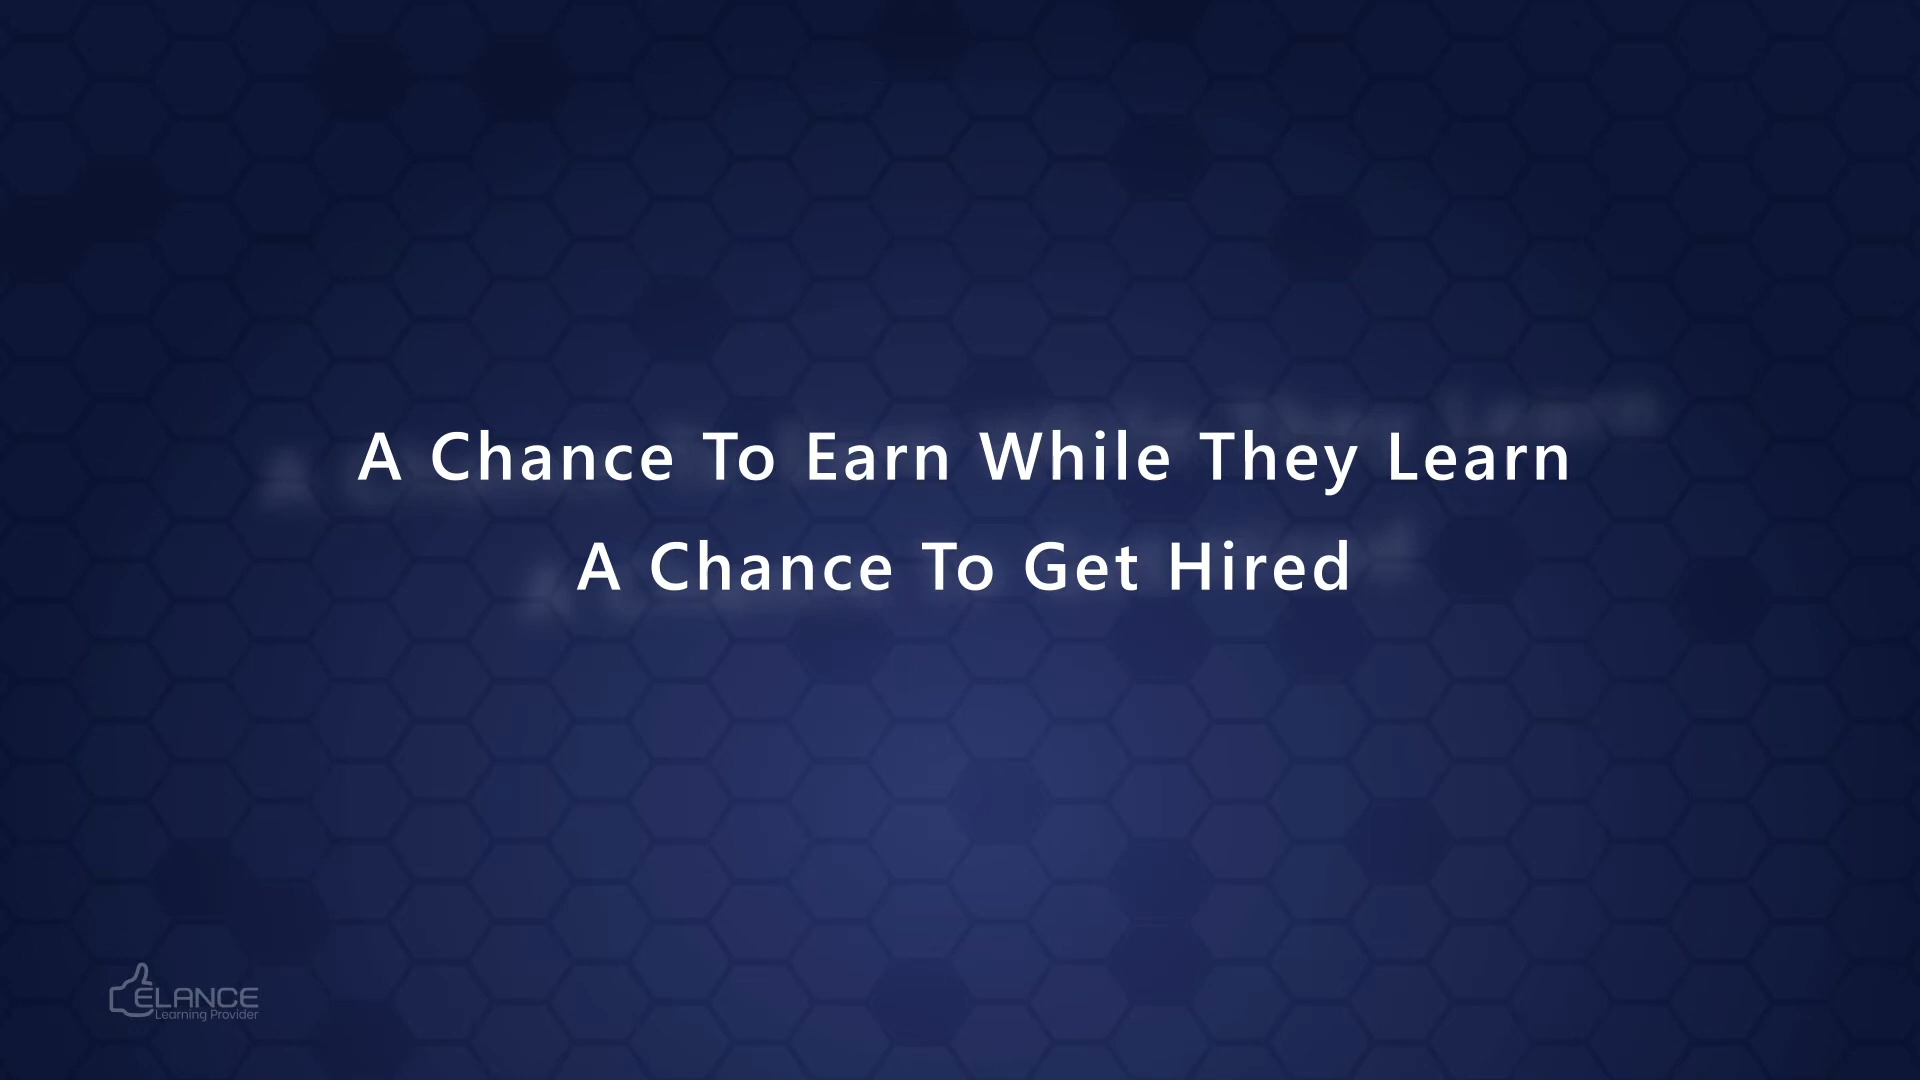 A Chance To Earn While They Learn
A Chance To Get Hired
ELANCE
Learning Provider